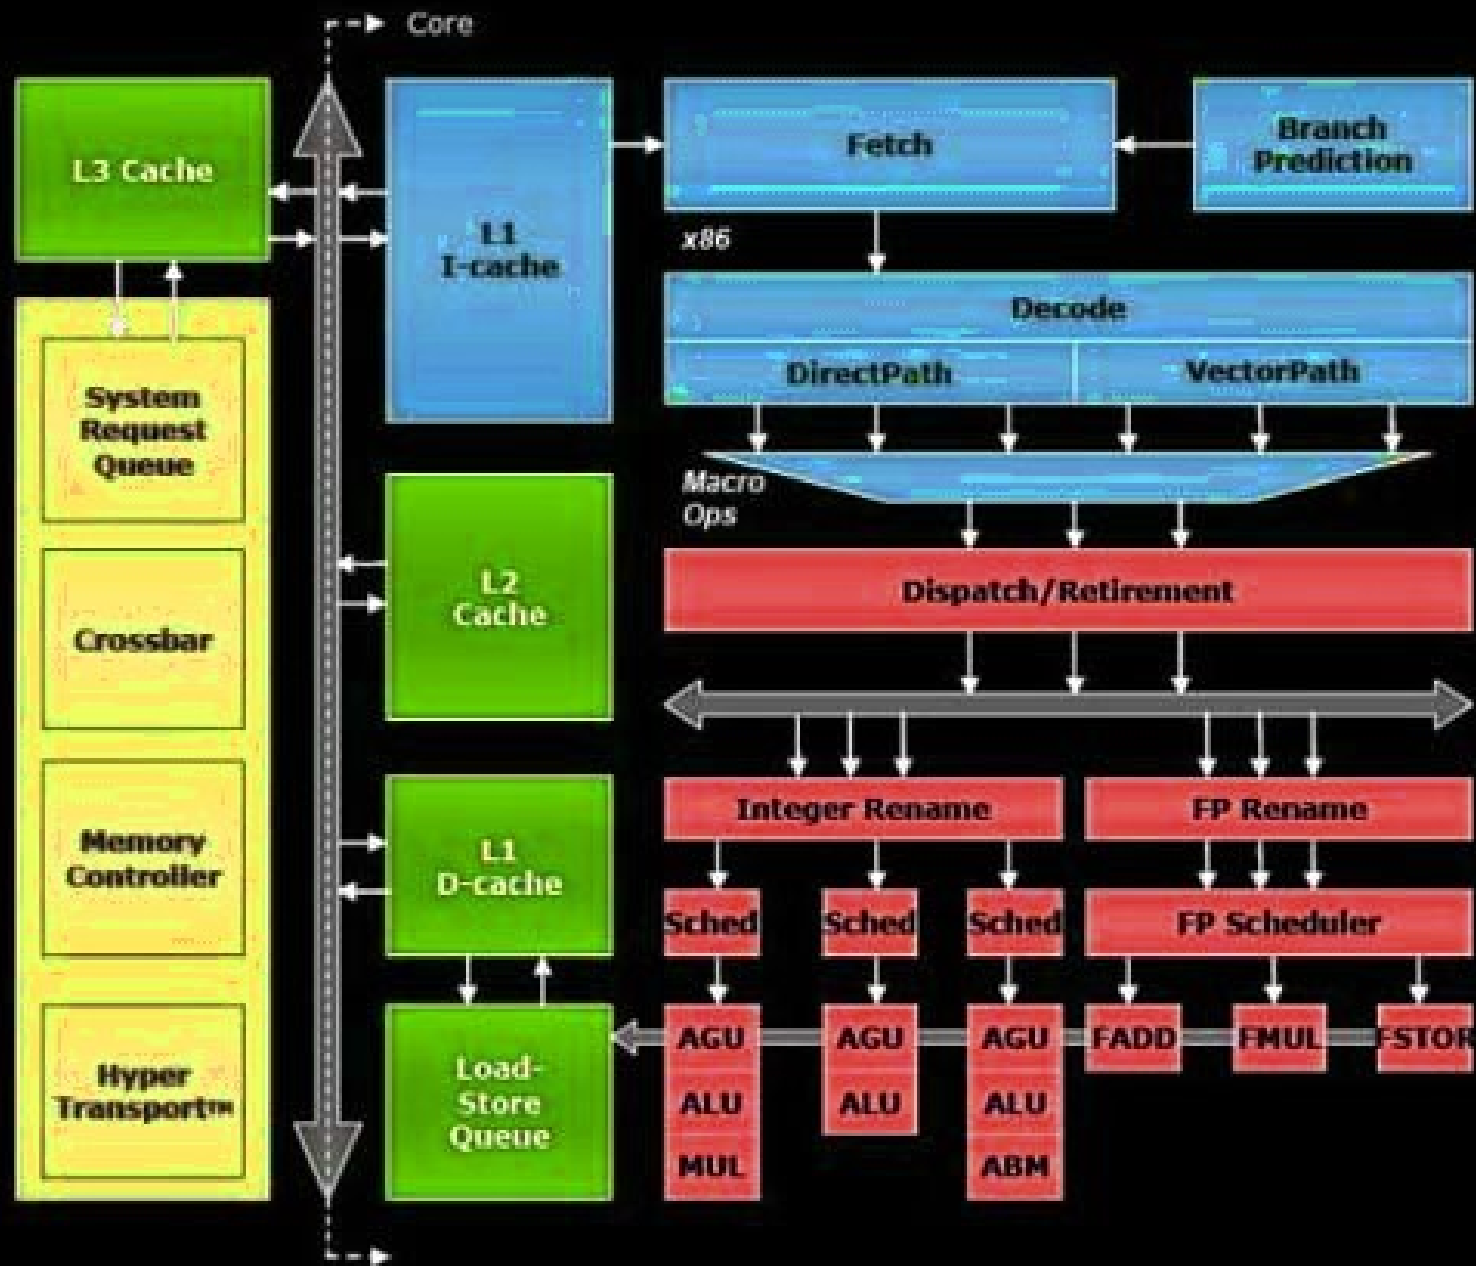 Core
L3 Cache
L1
I-cache
Fetch
Branch
Prediction
x86
Decode
DirectPath
VectorPath
System
Request
Queue
Macro
Ops
L2
Cache
Dispatch/Retirement
Crossbar
Integer Rename
FP Rename
Memory
Controller
L1
D-cache
Sched
Sched
Sched
FP Scheduler
Hyper
Transport™
Load-
Store
Queue
AGU
ALU
MUL
AGU
ALU
AGU
ALU
ABM
FADD
FMUL
FSTOR